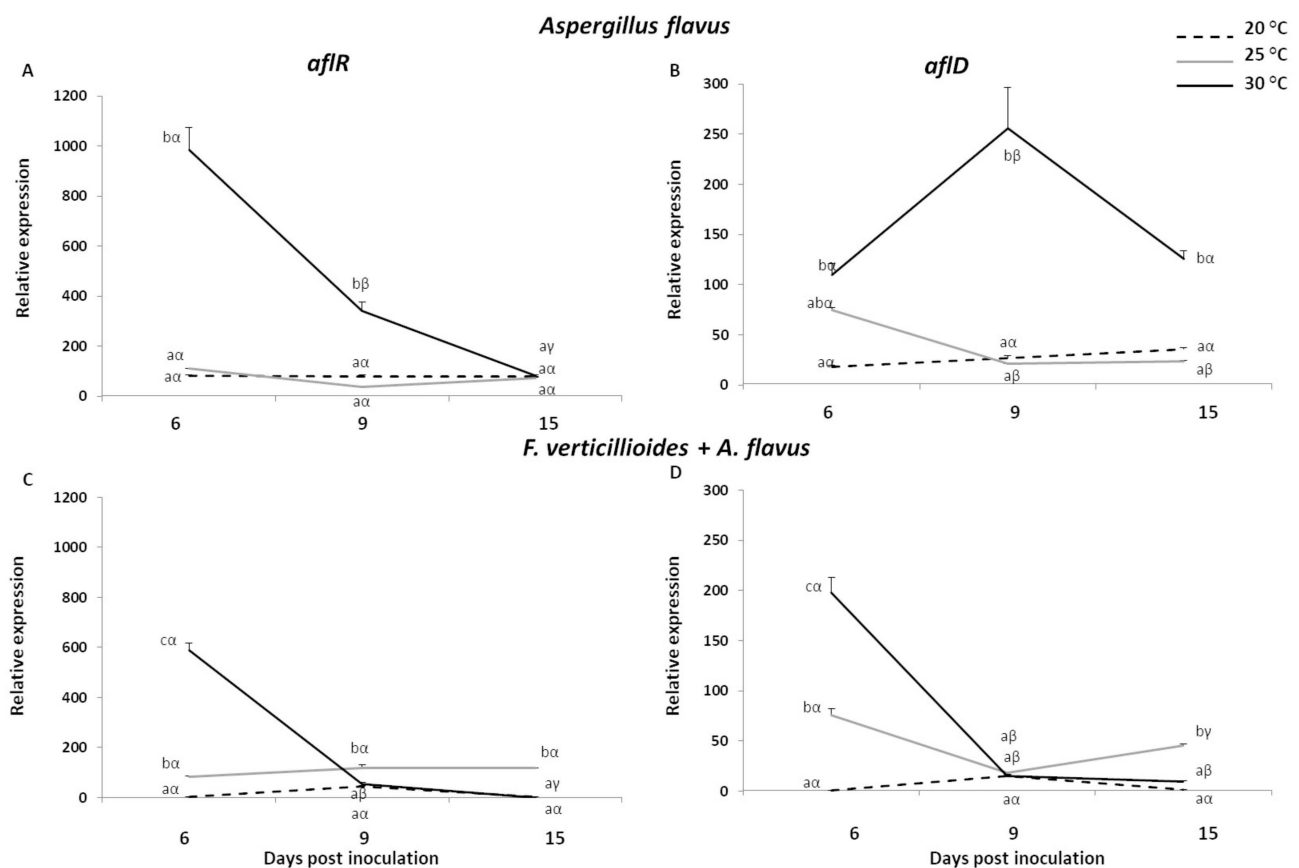 Aspergillus flavus
20 °C
25 °C
30 °C
A
aflR
B
aflD
Relative expression
1200
1000
800
600
400
200
0
bα
bβ
aα
aα
aα
aα
aγ
aα
aα
6
9
15
Relative expression
300
250
200
150
100
50
0
bα
abα
aα
bβ
aα
aβ
bα
aα
aβ
6
9
15
F. verticillioides + A. flavus
C
D
Relative expression
1200
1000
800
600
400
200
0
cα
bα
aα
bα
aβ
aα
bα
aγ
aα
6
9
15
Days post inoculation
Relative expression
300
250
200
150
100
50
0
cα
bα
aα
aβ
aβ
aα
bγ
aβ
aα
6
9
15
Days post inoculation